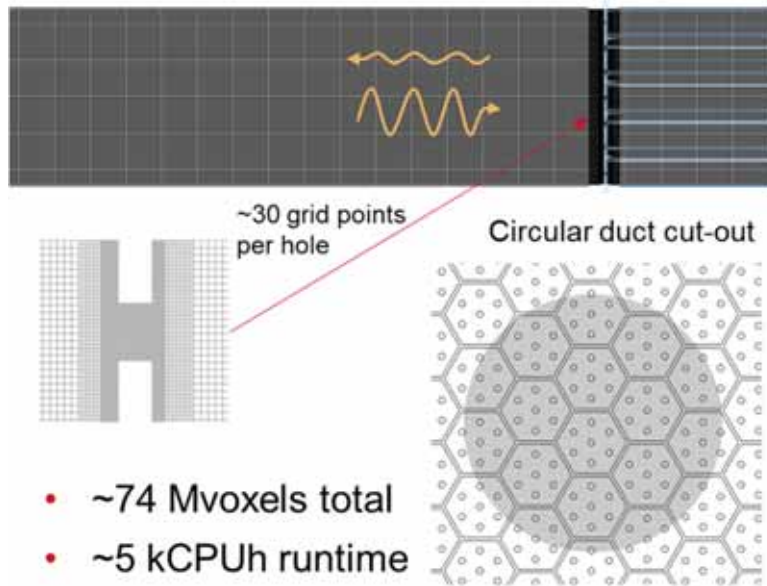 ~30 grid points
per hole
Circular duct cut-out
• ~74 Mvoxels total
• ~5 kCPUh runtime